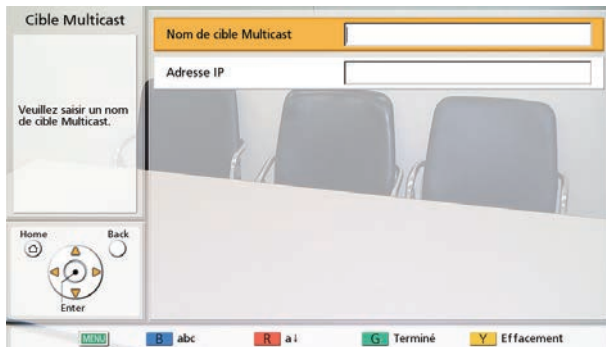 Cible Multicast
Nom de cible Multicast
Adresse IP
Veuillez saisir un nom
de cible Multicast.
Home
Back
Enter
MENU
B abc
R a↓
G Terminé
Y Effacement